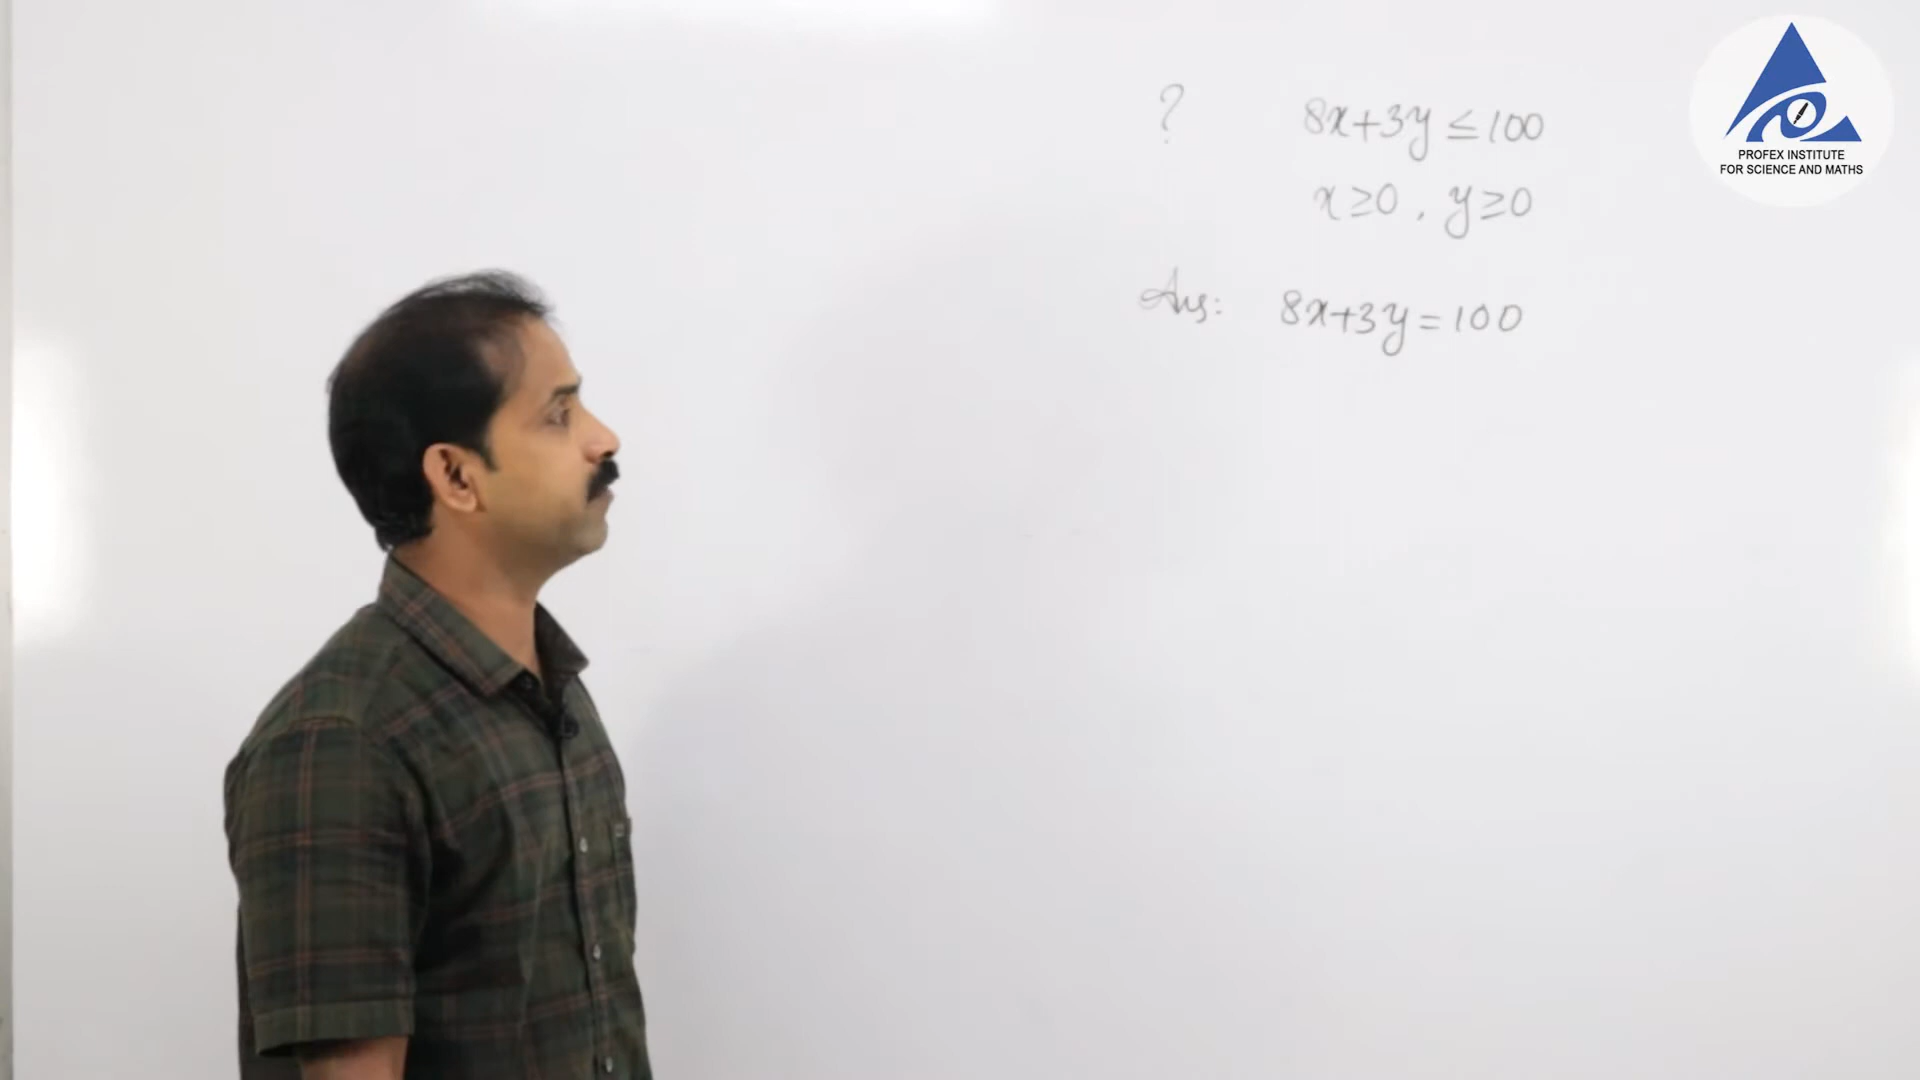 ? 8x+3y ≤ 100
x ≥ 0 , y ≥ 0
Ans: 8x+3y = 100
PROFEX INSTITUTE
FOR SCIENCE AND MATHS